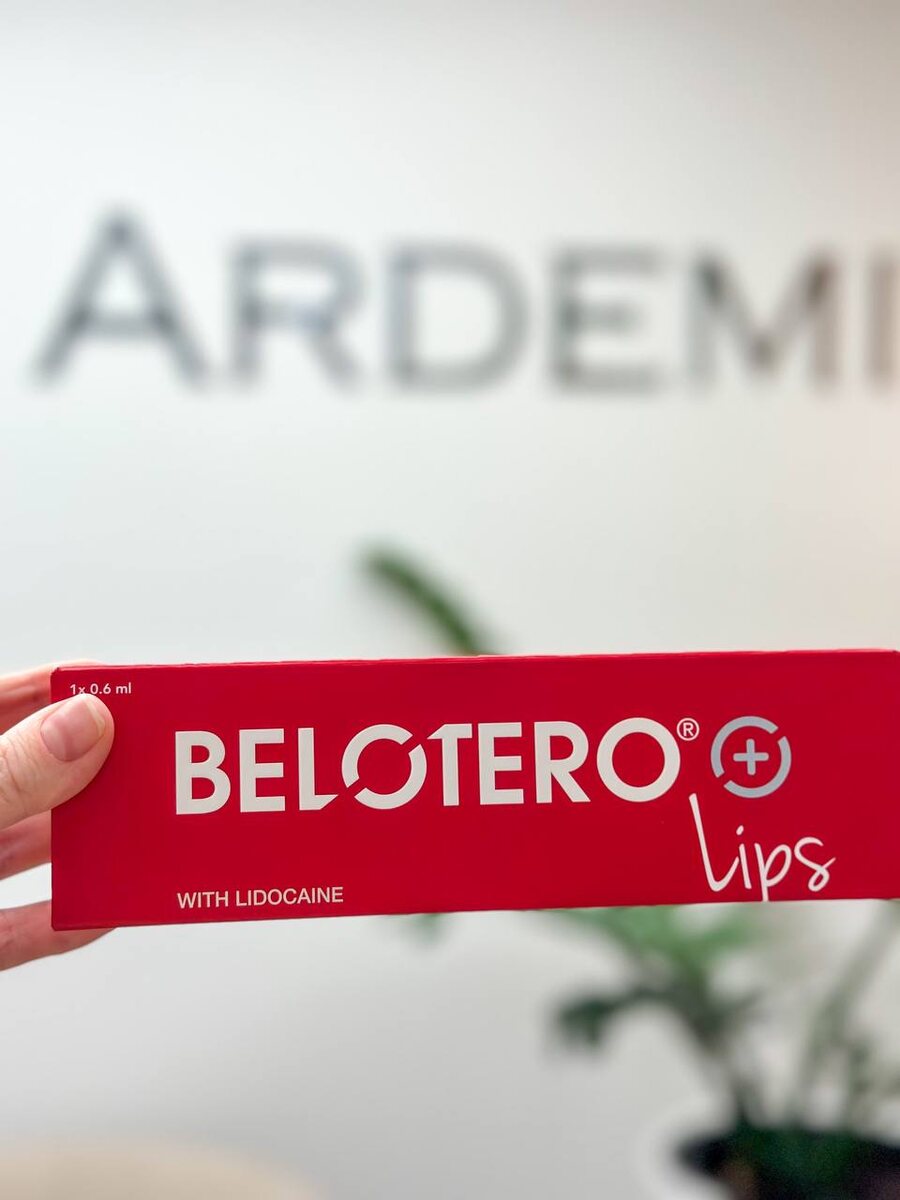 ARDEMI
1x 0.6 ml
BELOTERO®
Lips
WITH LIDOCAINE